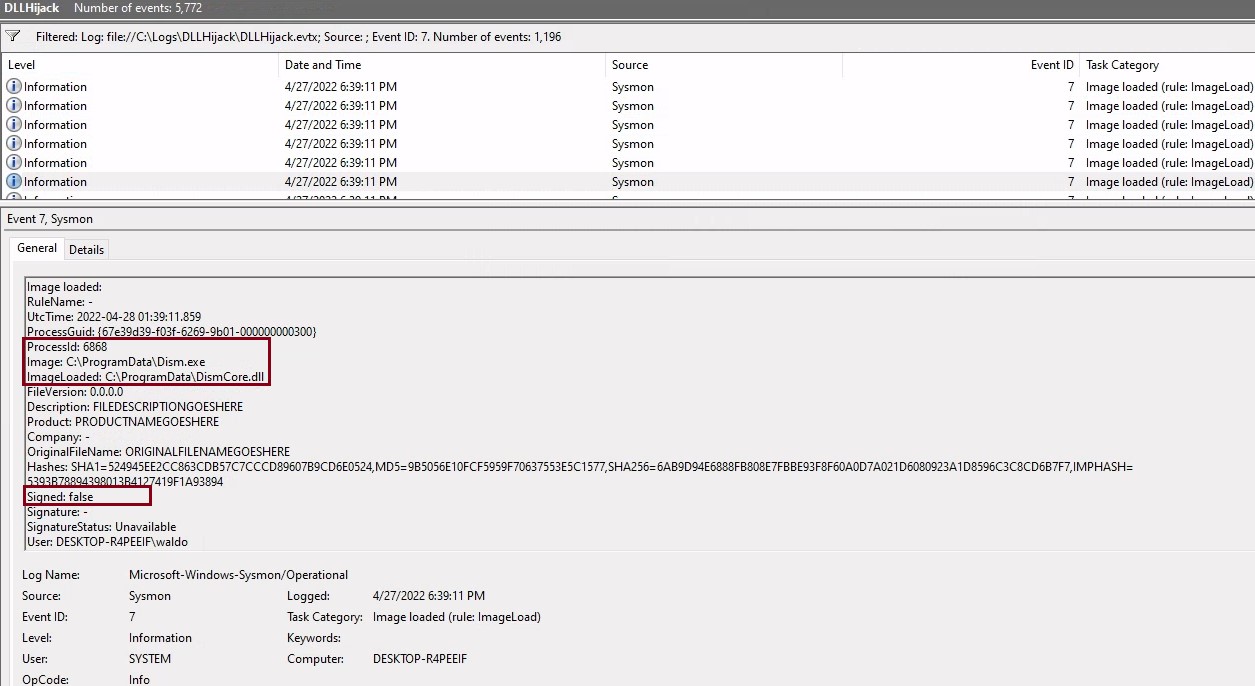 DLLHijack Number of events: 5,772
Filtered: Log: file://C:\Logs\DLLHijack\DLLHijack.evtx; Source: ; Event ID: 7. Number of events: 1,196
Level Date and Time Source Event ID Task Category
Information 4/27/2022 6:39:11 PM Sysmon 7 Image loaded (rule: ImageLoad)
Information 4/27/2022 6:39:11 PM Sysmon 7 Image loaded (rule: ImageLoad)
Information 4/27/2022 6:39:11 PM Sysmon 7 Image loaded (rule: ImageLoad)
Information 4/27/2022 6:39:11 PM Sysmon 7 Image loaded (rule: ImageLoad)
Information 4/27/2022 6:39:11 PM Sysmon 7 Image loaded (rule: ImageLoad)
Information 4/27/2022 6:39:11 PM Sysmon 7 Image loaded (rule: ImageLoad)
Event 7, Sysmon
General Details
Image loaded:
RuleName: -
UtcTime: 2022-04-28 01:39:11.859
ProcessGuid: {67e39d39-f03f-6269-9b01-000000000300}
ProcessId: 6868
Image: C:\ProgramData\Dism.exe
ImageLoaded: C:\ProgramData\DismCore.dll
FileVersion: 0.0.0.0
Description: FILEDESCRIPTIONGOESHERE
Product: PRODUCTNAMEGOESHERE
Company: -
OriginalFileName: ORIGINALFILENAMEGOESHERE
Hashes: SHA1=524945EE2CC863CDB57C7CCCD89607B9CD6E0524,MD5=9B5056E10FCF5959F70637553E5C1577,SHA256=6AB9D94E6888FB808E7FBBE93F8F60A0D7A021D6080923A1D8596C3C8CD6B7F7,IMPHASH=
5393B78894398013B4127419F1A93894
Signed: false
Signature: -
SignatureStatus: Unavailable
User: DESKTOP-R4PEEIF\waldo
Log Name: Microsoft-Windows-Sysmon/Operational
Source: Sysmon Logged: 4/27/2022 6:39:11 PM
Event ID: 7 Task Category: Image loaded (rule: ImageLoad)
Level: Information Keywords:
User: SYSTEM Computer: DESKTOP-R4PEEIF
OpCode: Info